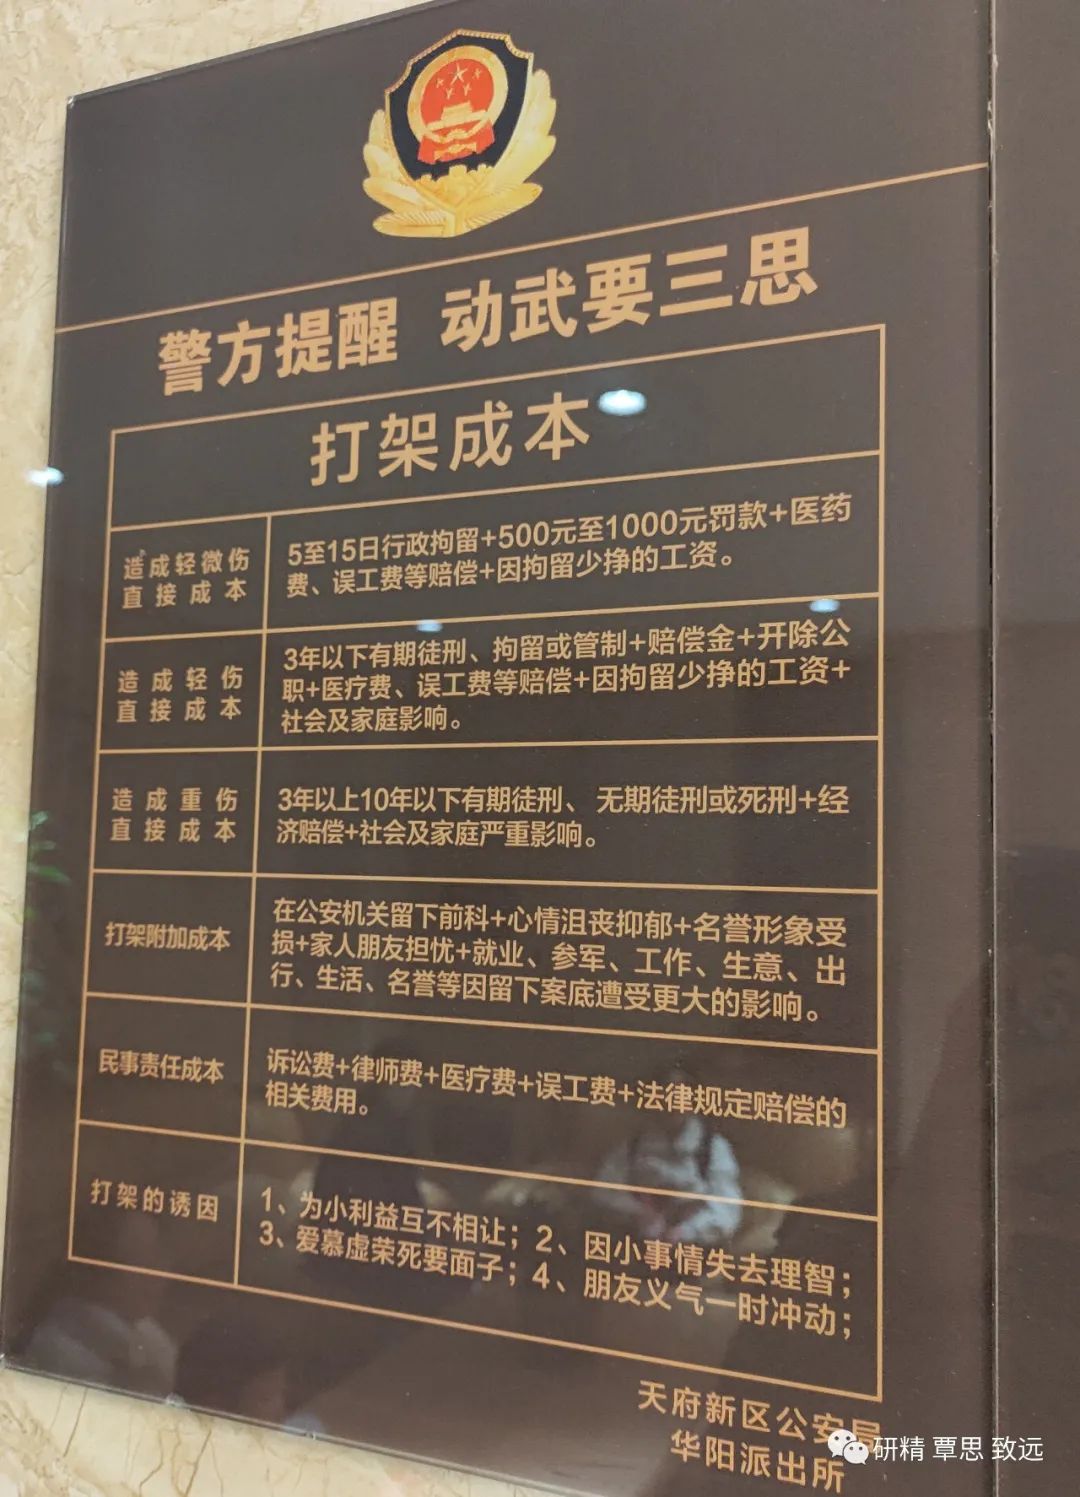 警方提醒 动武要三思
打架成本
造成轻微伤
直接成本
5至15日行政拘留+500元至1000元罚款+医药
费、误工费等赔偿+因拘留少挣的工资。
造成轻伤
直接成本
3年以下有期徒刑、拘留或管制+赔偿金+开除公
职+医疗费、误工费等赔偿+因拘留少挣的工资+
社会及家庭影响。
造成重伤
直接成本
3年以上10年以下有期徒刑、无期徒刑或死刑+经
济赔偿+社会及家庭严重影响。
打架附加成本
在公安机关留下前科+心情沮丧抑郁+名誉形象受
损+家人朋友担忧+就业、参军、工作、生意、出
行、生活、名誉等因留下案底遭受更大的影响。
民事责任成本
诉讼费+律师费+医疗费+误工费+法律规定赔偿的
相关费用。
打架的诱因
1、为小利益互不相让；2、因小事情失去理智；
3、爱慕虚荣死要面子；4、朋友义气一时冲动；
天府新区公安局
华阳派出所
研精 覃思 致远